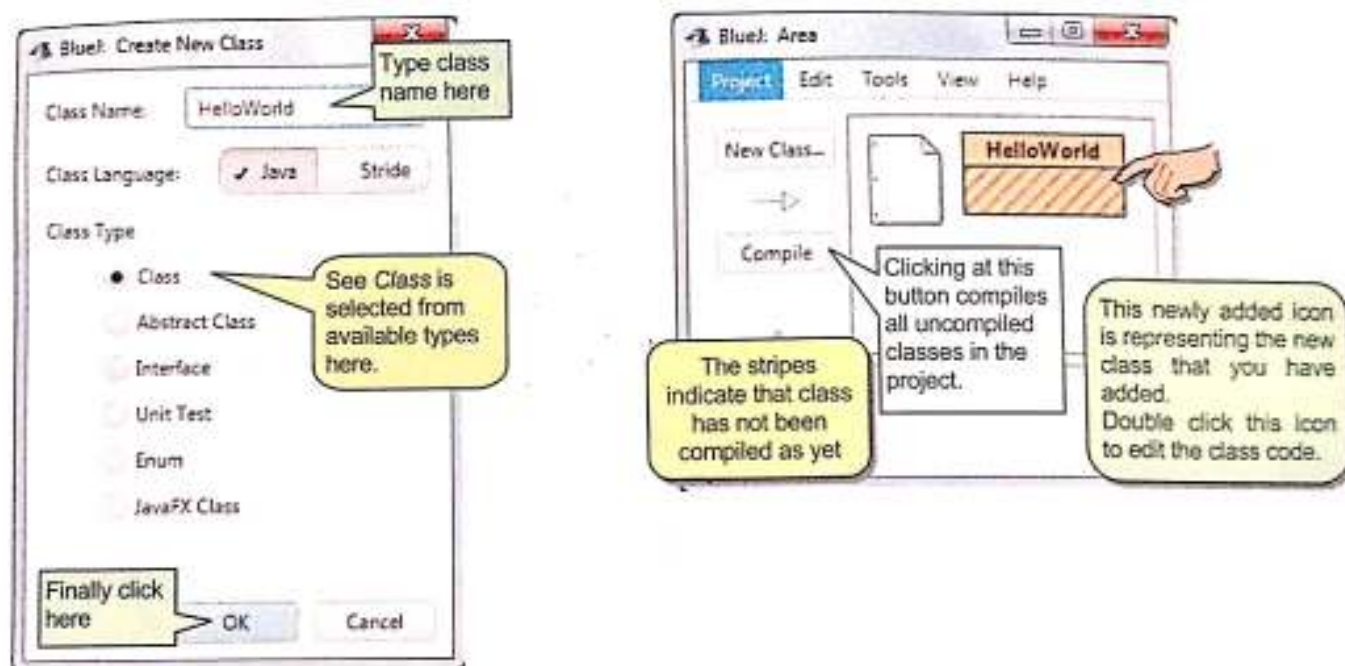 BlueJ: Create New Class
Type class
name here
Class Name:
HelloWorld
Class Language:
Java
Stride
Class Type
Class
See Class is
selected from
available types
here.
Abstract Class
Interface
Unit Test
Enum
JavaFX Class
Finally click
here
OK
Cancel
BlueJ: Area
Project Edit Tools View Help
New Class...
HelloWorld
Compile
Clicking at this
button compiles
all uncompiled
classes in the
project.
The stripes
indicate that class
has not been
compiled as yet
This newly added icon
is representing the new
class that you have
added.
Double click this icon
to edit the class code.